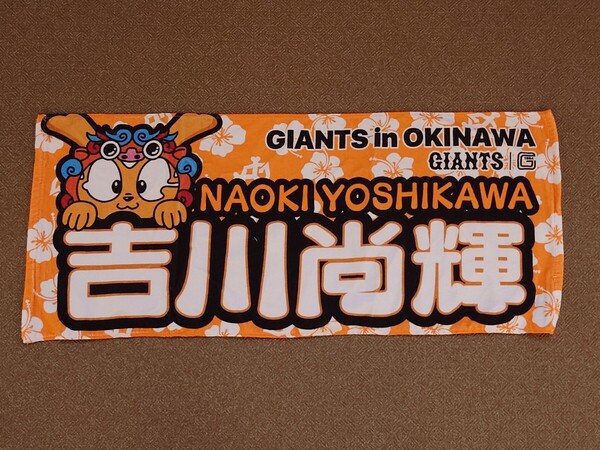 GIANTS in OKINAWA
GIANTS | G
NAOKI YOSHIKAWA
吉川尚輝